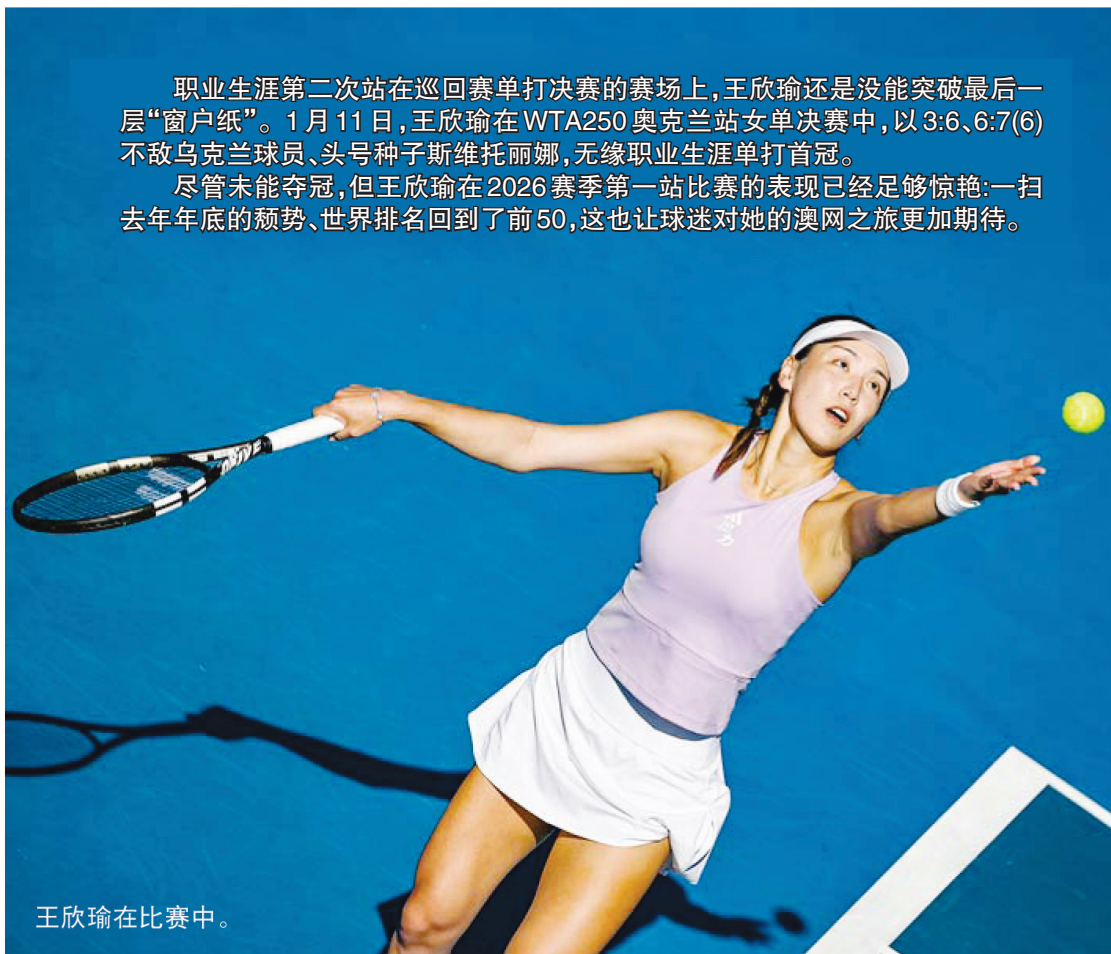 职业生涯第二次站在巡回赛单打决赛的赛场上，王欣瑜还是没能突破最后一
层“窗户纸”。1月11日，王欣瑜在WTA250奥克兰站女单决赛中，以3:6、6:7(6)
不敌乌克兰球员、头号种子斯维托丽娜，无缘职业生涯单打首冠。
尽管未能夺冠，但王欣瑜在2026赛季第一站比赛的表现已经足够惊艳:一扫
去年年底的颓势、世界排名回到了前50，这也让球迷对她的澳网之旅更加期待。
王欣瑜在比赛中。